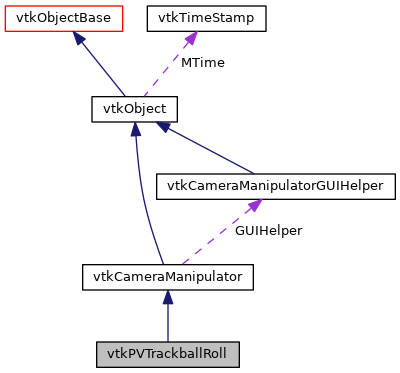 vtkObjectBase
vtkTimeStamp
MTime
vtkObject
vtkCameraManipulatorGUIHelper
GUIHelper
vtkCameraManipulator
vtkPVTrackballRoll